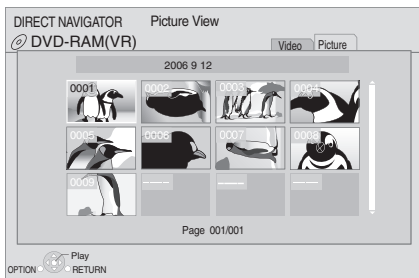 DIRECT NAVIGATOR Picture View
DVD-RAM(VR)
Video Picture
2006 9 12
0001 0002 0003 0004
0005 0006 0007 0008
0009 ---- ---- ----
Page 001/001
Play
OPTION RETURN